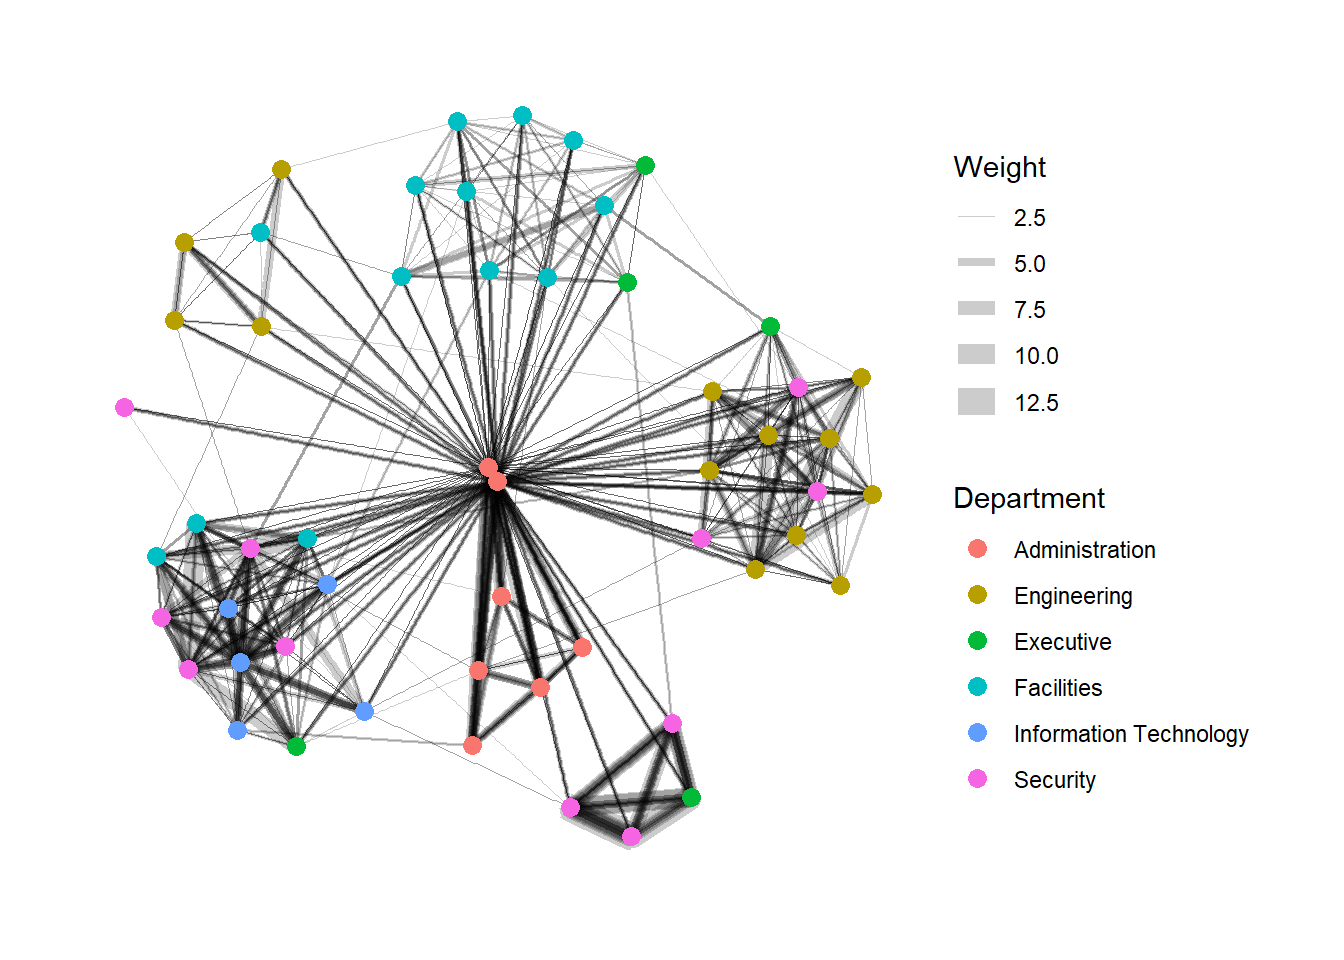 Weight
2.5
5.0
7.5
10.0
12.5
Department
Administration
Engineering
Executive
Facilities
Information Technology
Security